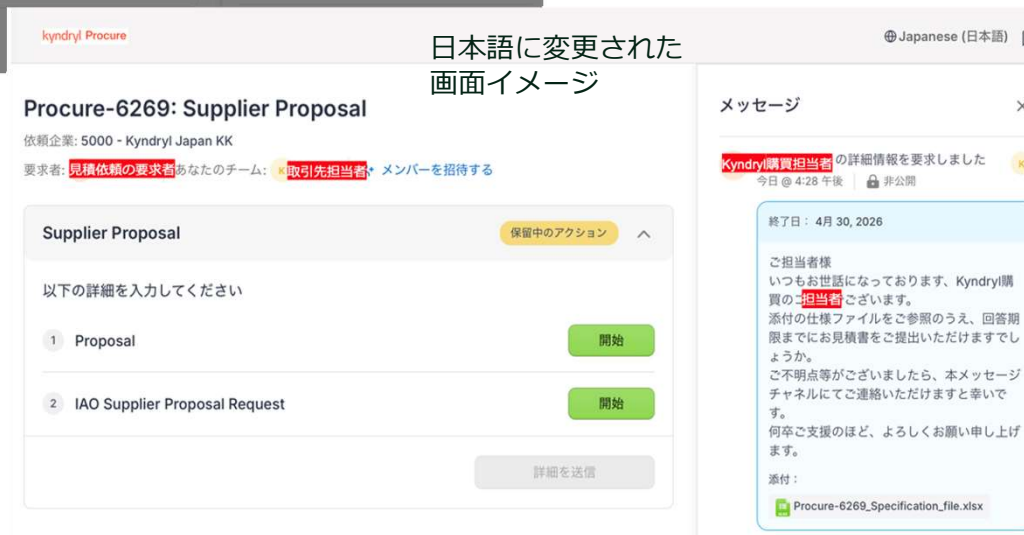 kyndryl Procure
日本語に変更された
画面イメージ
Japanese (日本語)
Procure-6269: Supplier Proposal
依頼企業: 5000 - Kyndryl Japan KK
要求者: 見積依頼の要求者 あなたのチーム: K 取引先担当者 メンバーを招待する
Supplier Proposal
保留中のアクション
以下の詳細を入力してください
1 Proposal 開始
2 IAO Supplier Proposal Request 開始
詳細を送信
メッセージ
Kyndryl購買担当者 の詳細情報を要求しました
今日 @ 4:28 午後 非公開
終了日： 4月 30, 2026
ご担当者様
いつもお世話になっております、Kyndryl購
買の担当者ございます。
添付の仕様ファイルをご参照のうえ、回答期
限までにお見積書をご提出いただけますでし
ょうか。
ご不明点等がございましたら、本メッセージ
チャネルにてご連絡いただけますと幸いで
す。
何卒ご支援のほど、よろしくお願い申し上げ
ます。
添付：
Procure-6269_Specification_file.xlsx